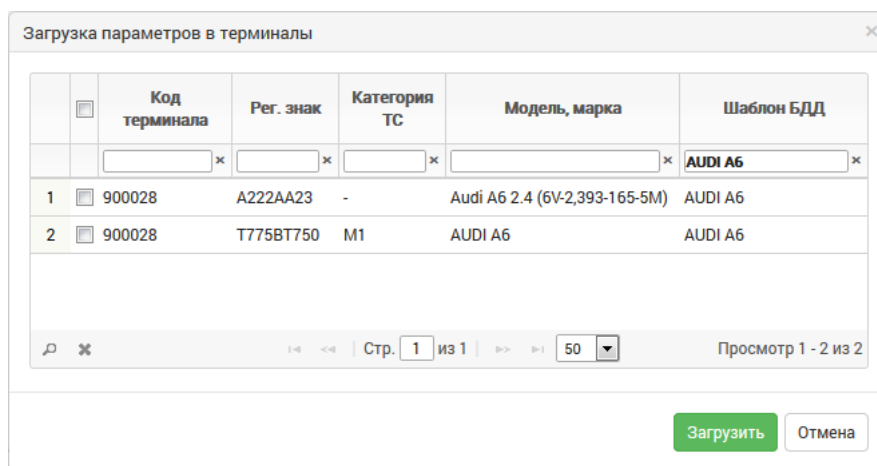 Загрузка параметров в терминалы ×
Код терминала Рег. знак Категория ТС Модель, марка Шаблон БДД
× × × × AUDI A6 ×
1 900028 A222AA23 - Audi A6 2.4 (6V-2,393-165-5M) AUDI A6
2 900028 T775BT750 M1 AUDI A6 AUDI A6
Стр. 1 из 1 50 Просмотр 1 - 2 из 2
Загрузить Отмена